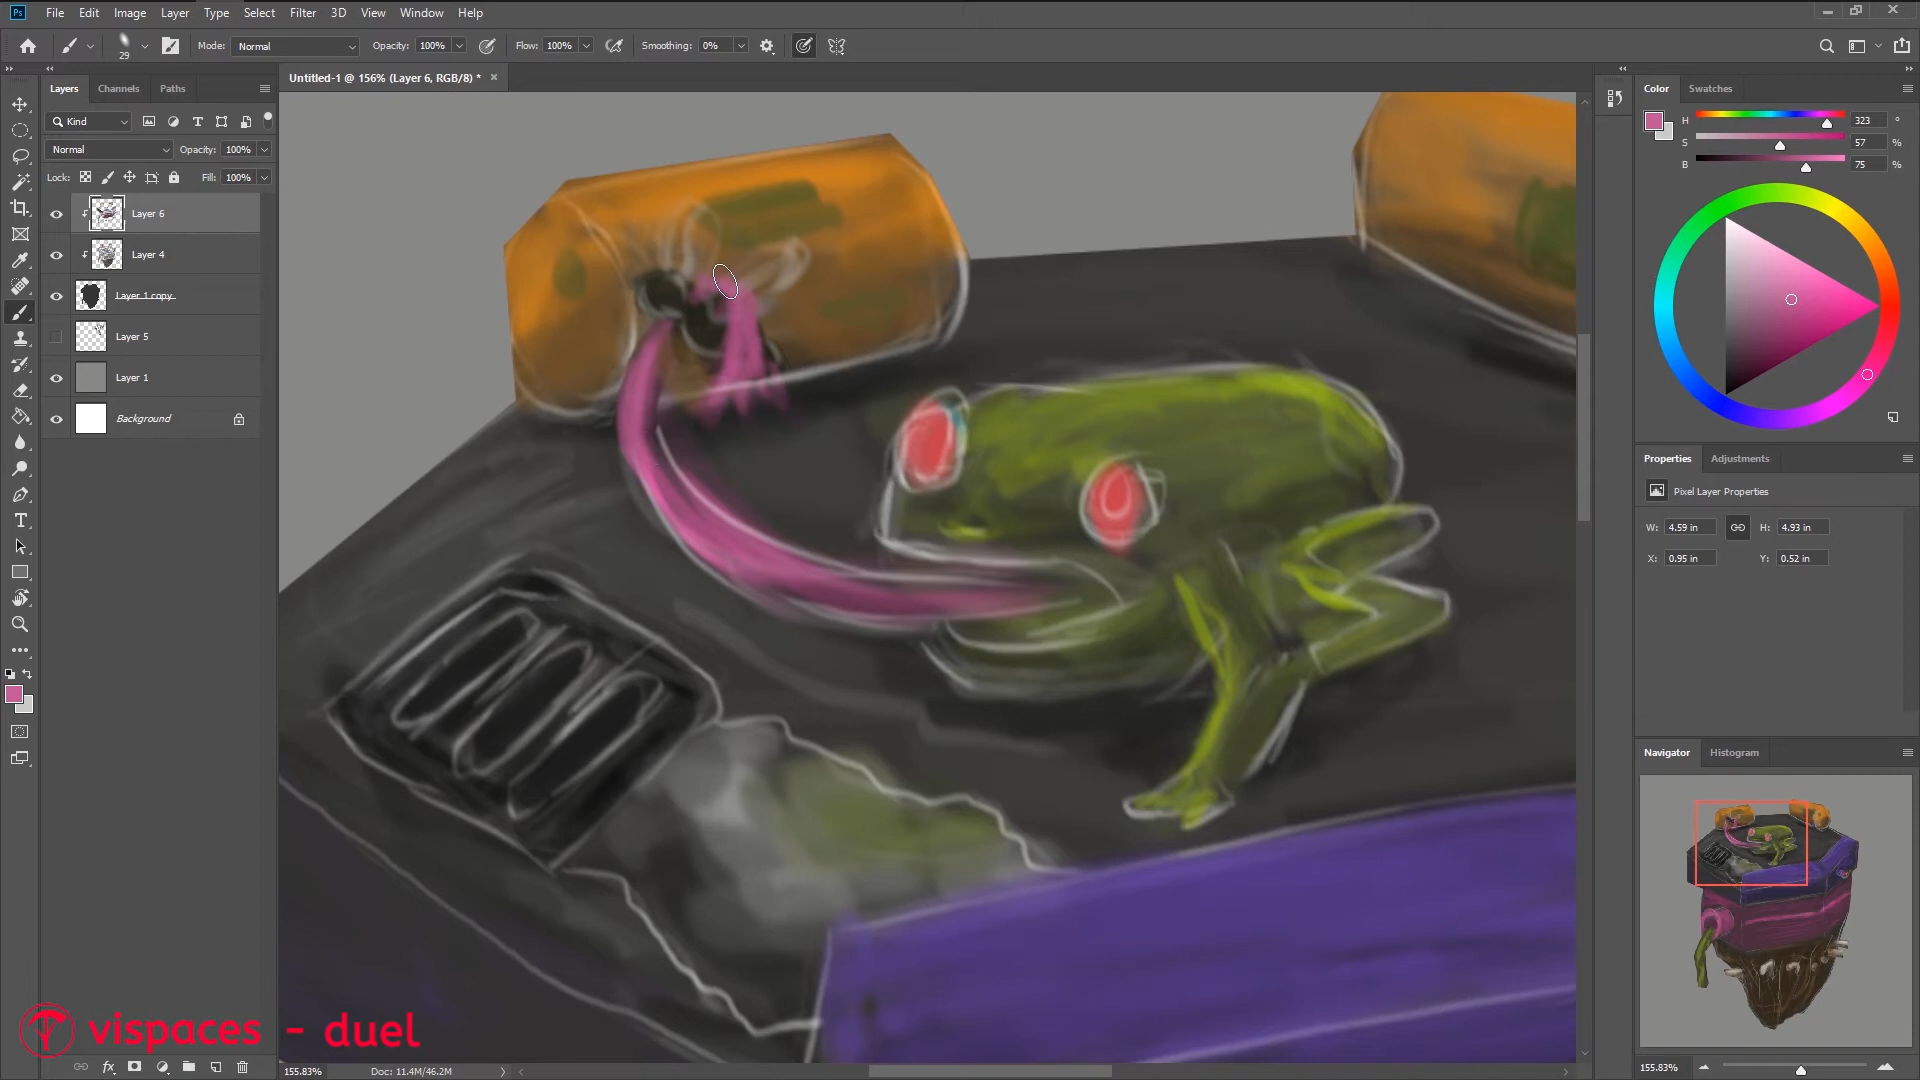 Ps File Edit Image Layer Type Select Filter 3D View Window Help
29 Mode: Normal Opacity: 100% Flow: 100% Smoothing: 0%
Layers Channels Paths
Untitled-1 @ 156% (Layer 6, RGB/8) *
Color Swatches
Kind
H 323 °
S 57 %
B 75 %
Normal Opacity: 100%
Lock: Fill: 100%
Layer 6
Layer 4
Layer 1 copy
Layer 5
Layer 1
Background
Properties Adjustments
Pixel Layer Properties
W: 4.59 in H: 4.93 in
X: 0.95 in Y: 0.52 in
Navigator Histogram
vispaces - duel
fx
155.83% Doc: 11.4M/46.2M
155.83%